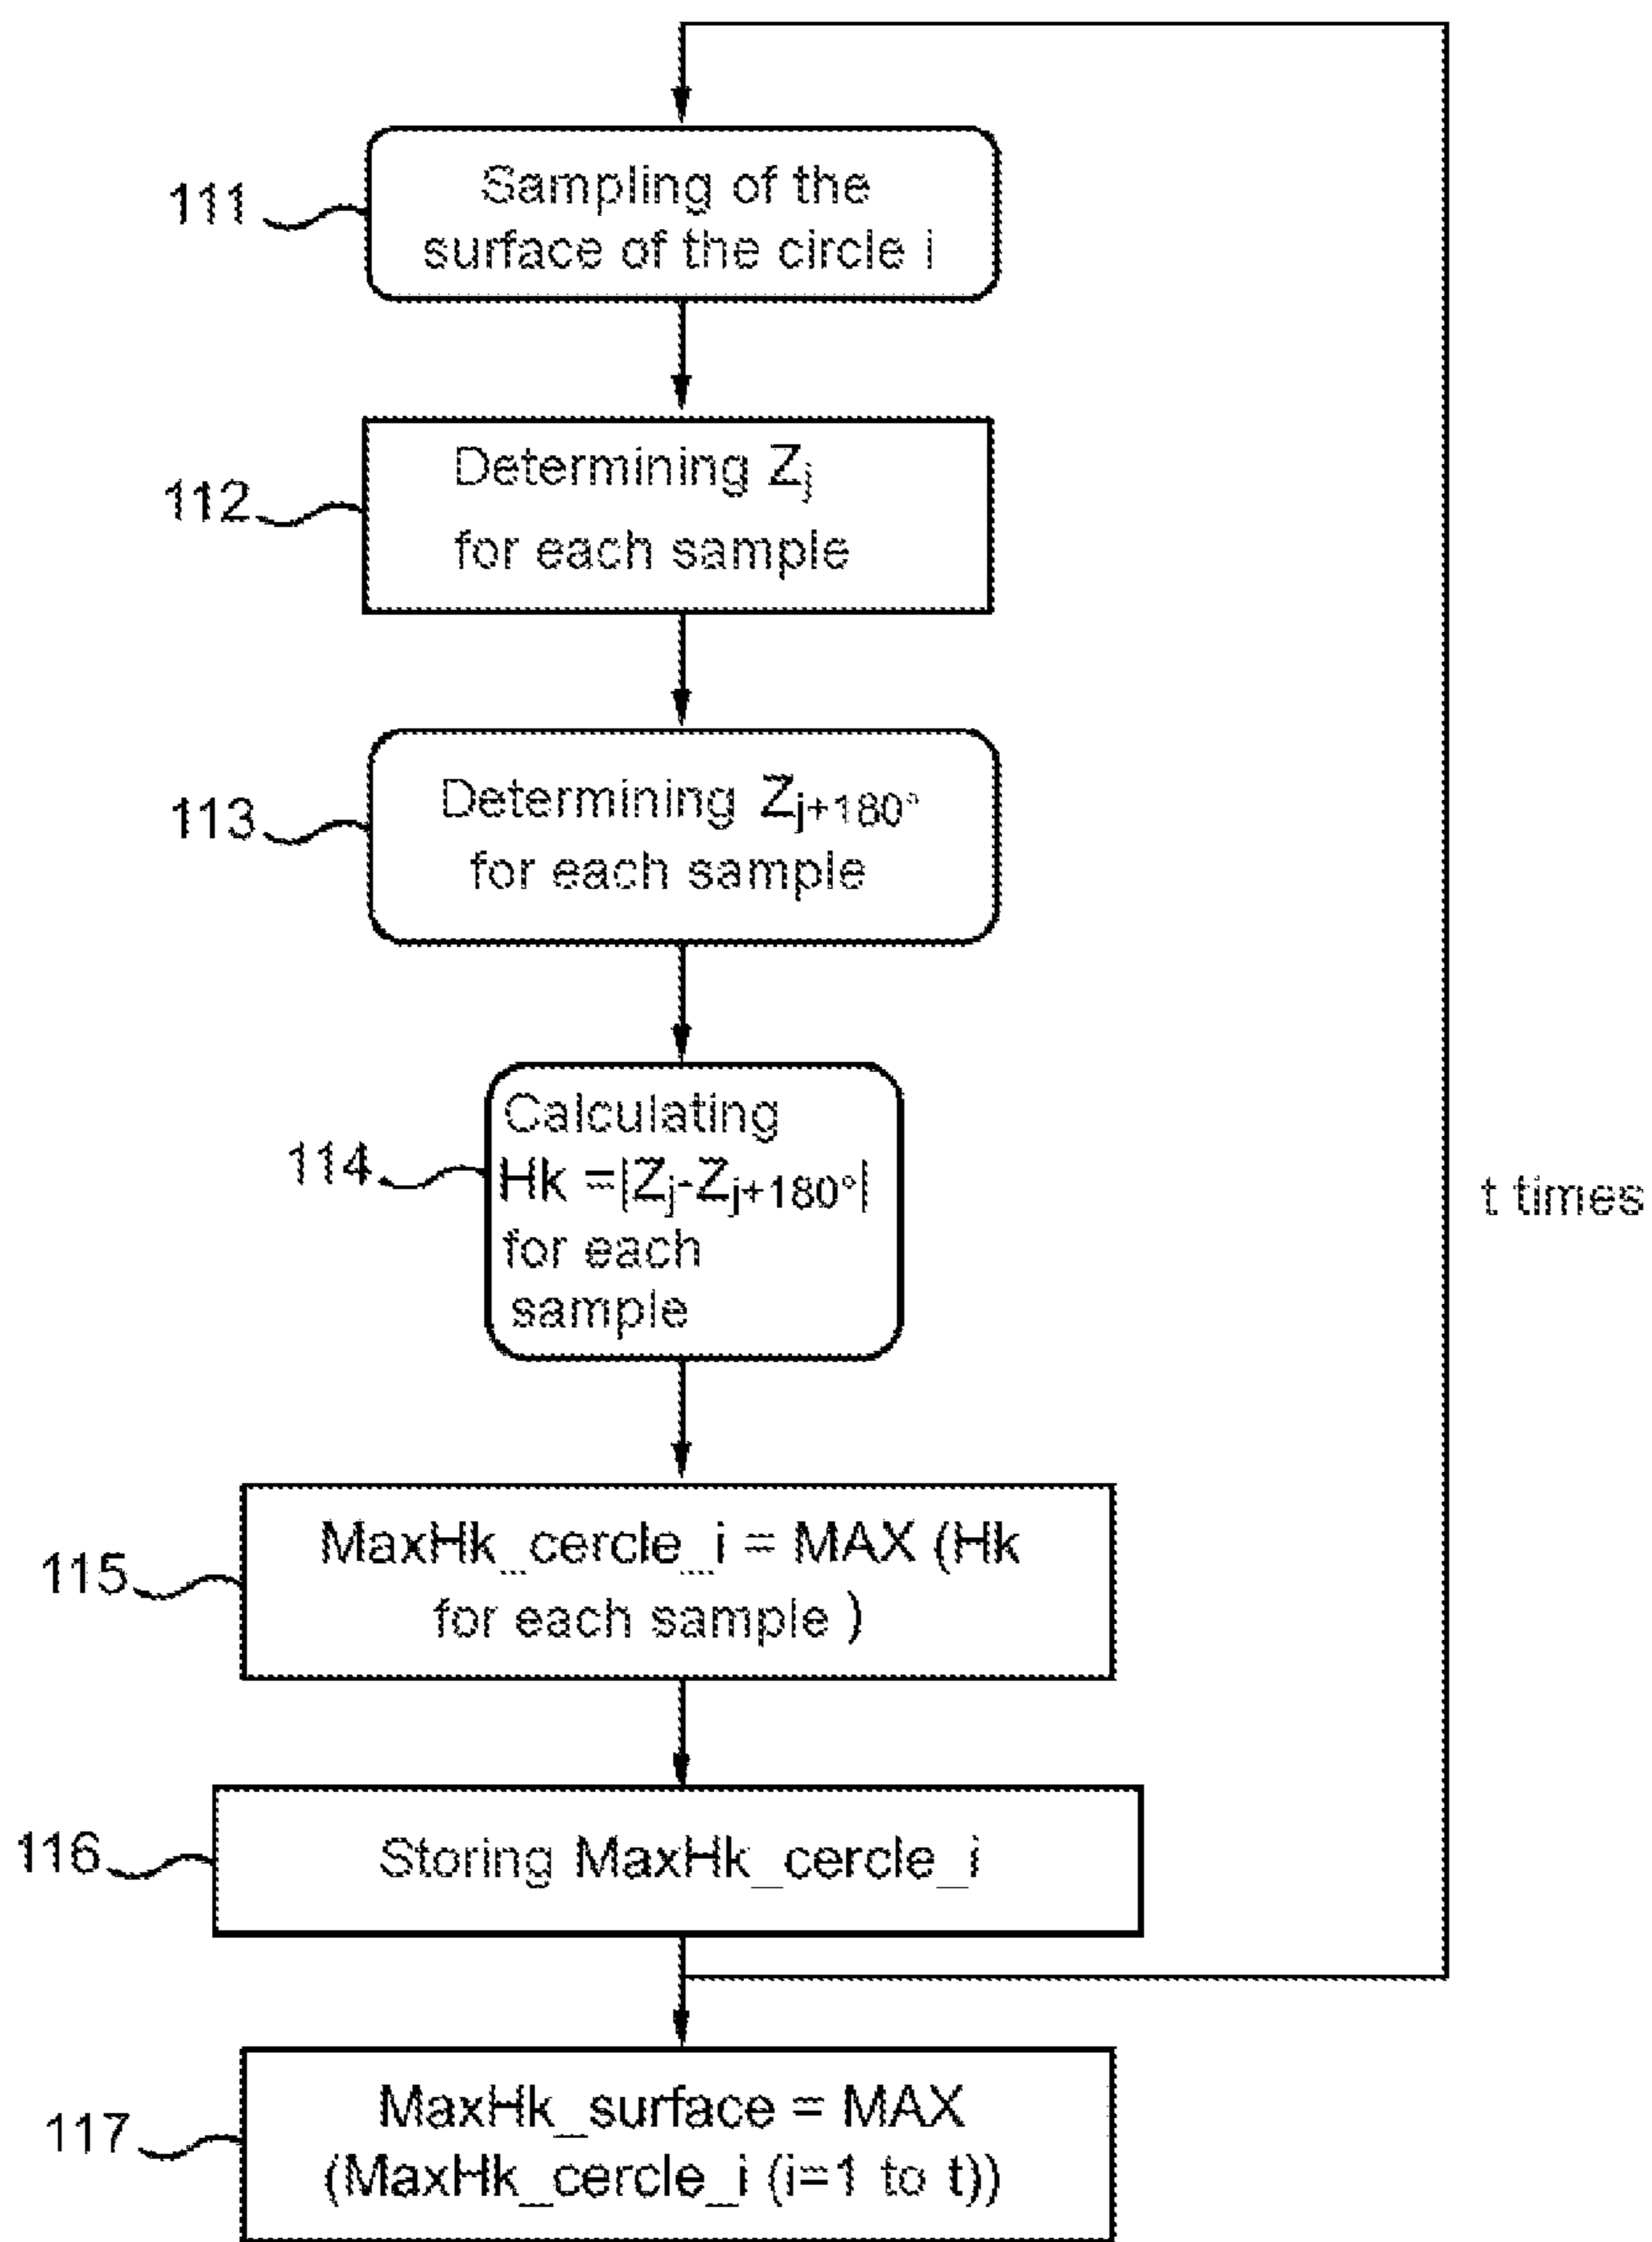 111
Sampling of the
surface of the circle i
112
Determining Zj
for each sample
113
Determining Zj+180°
for each sample
114
Calculating
Hk =|Zj-Zj+180°|
for each
sample
t times
115
MaxHk_cercle_i = MAX (Hk
for each sample )
116
Storing MaxHk_cercle_i
117
MaxHk_surface = MAX
(MaxHk_cercle_i (i=1 to t))